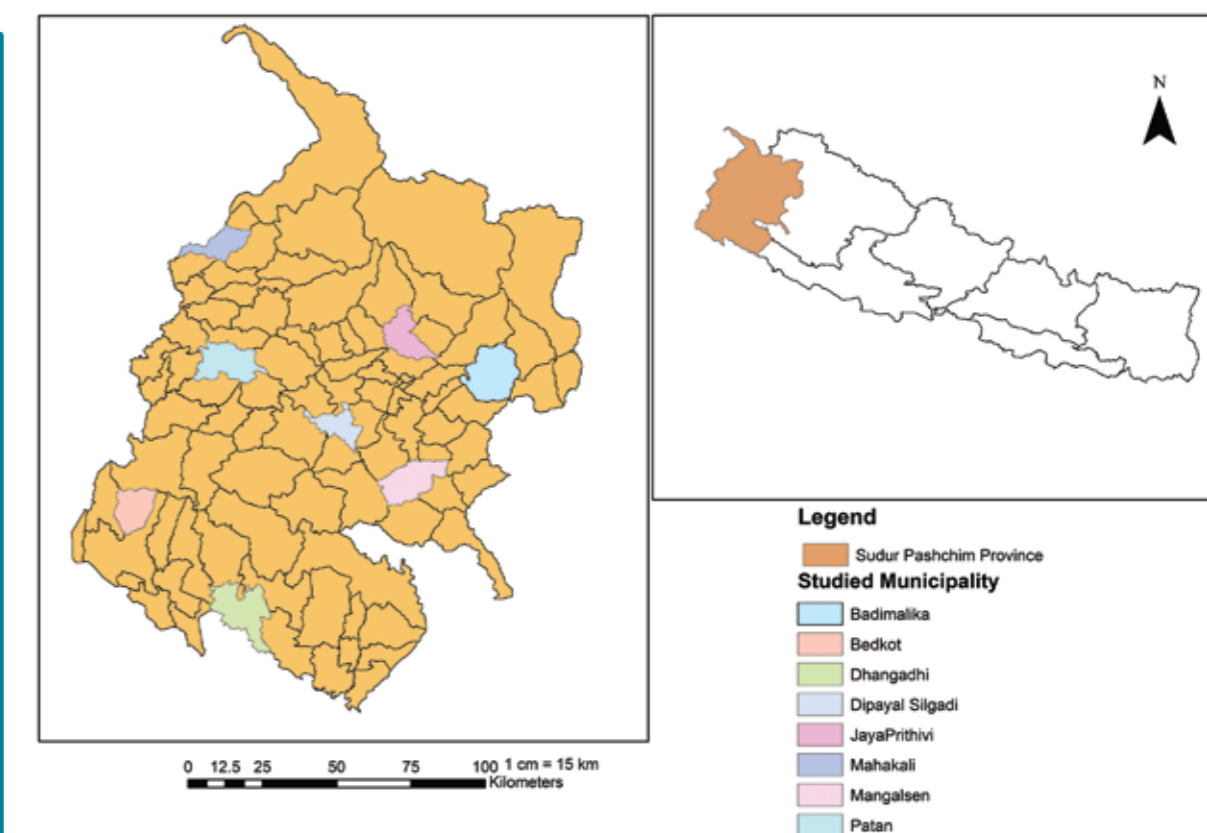 N
Legend
Sudur Pashchim Province
Studied Municipality
Badimalika
Bedkot
Dhangadhi
Dipayal Silgadi
JayaPrithivi
Mahakali
Mangalsen
Patan
0 12.5 25 50 75 100 1 cm = 15 km
Kilometers